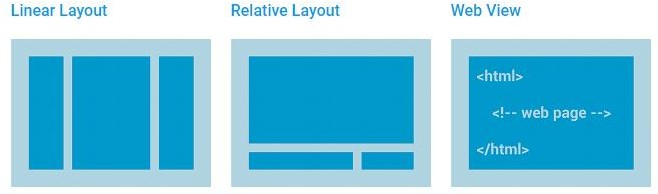 Linear Layout
Relative Layout
Web View
<html>
<!-- web page -->
</html>